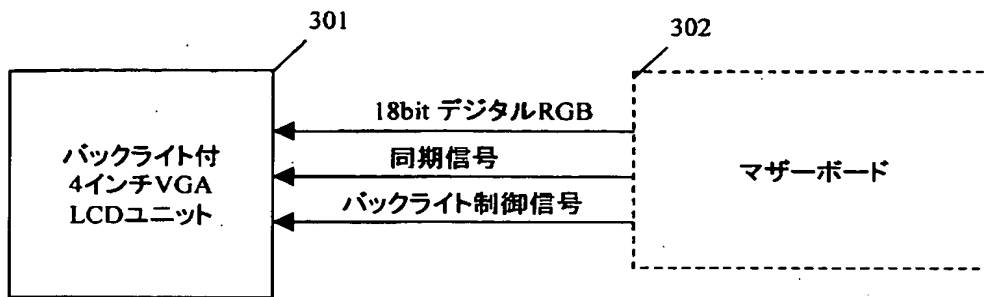 301
302
18bit デジタルRGB
同期信号
バックライト制御信号
バックライト付
4インチVGA
LCDユニット
マザーボード